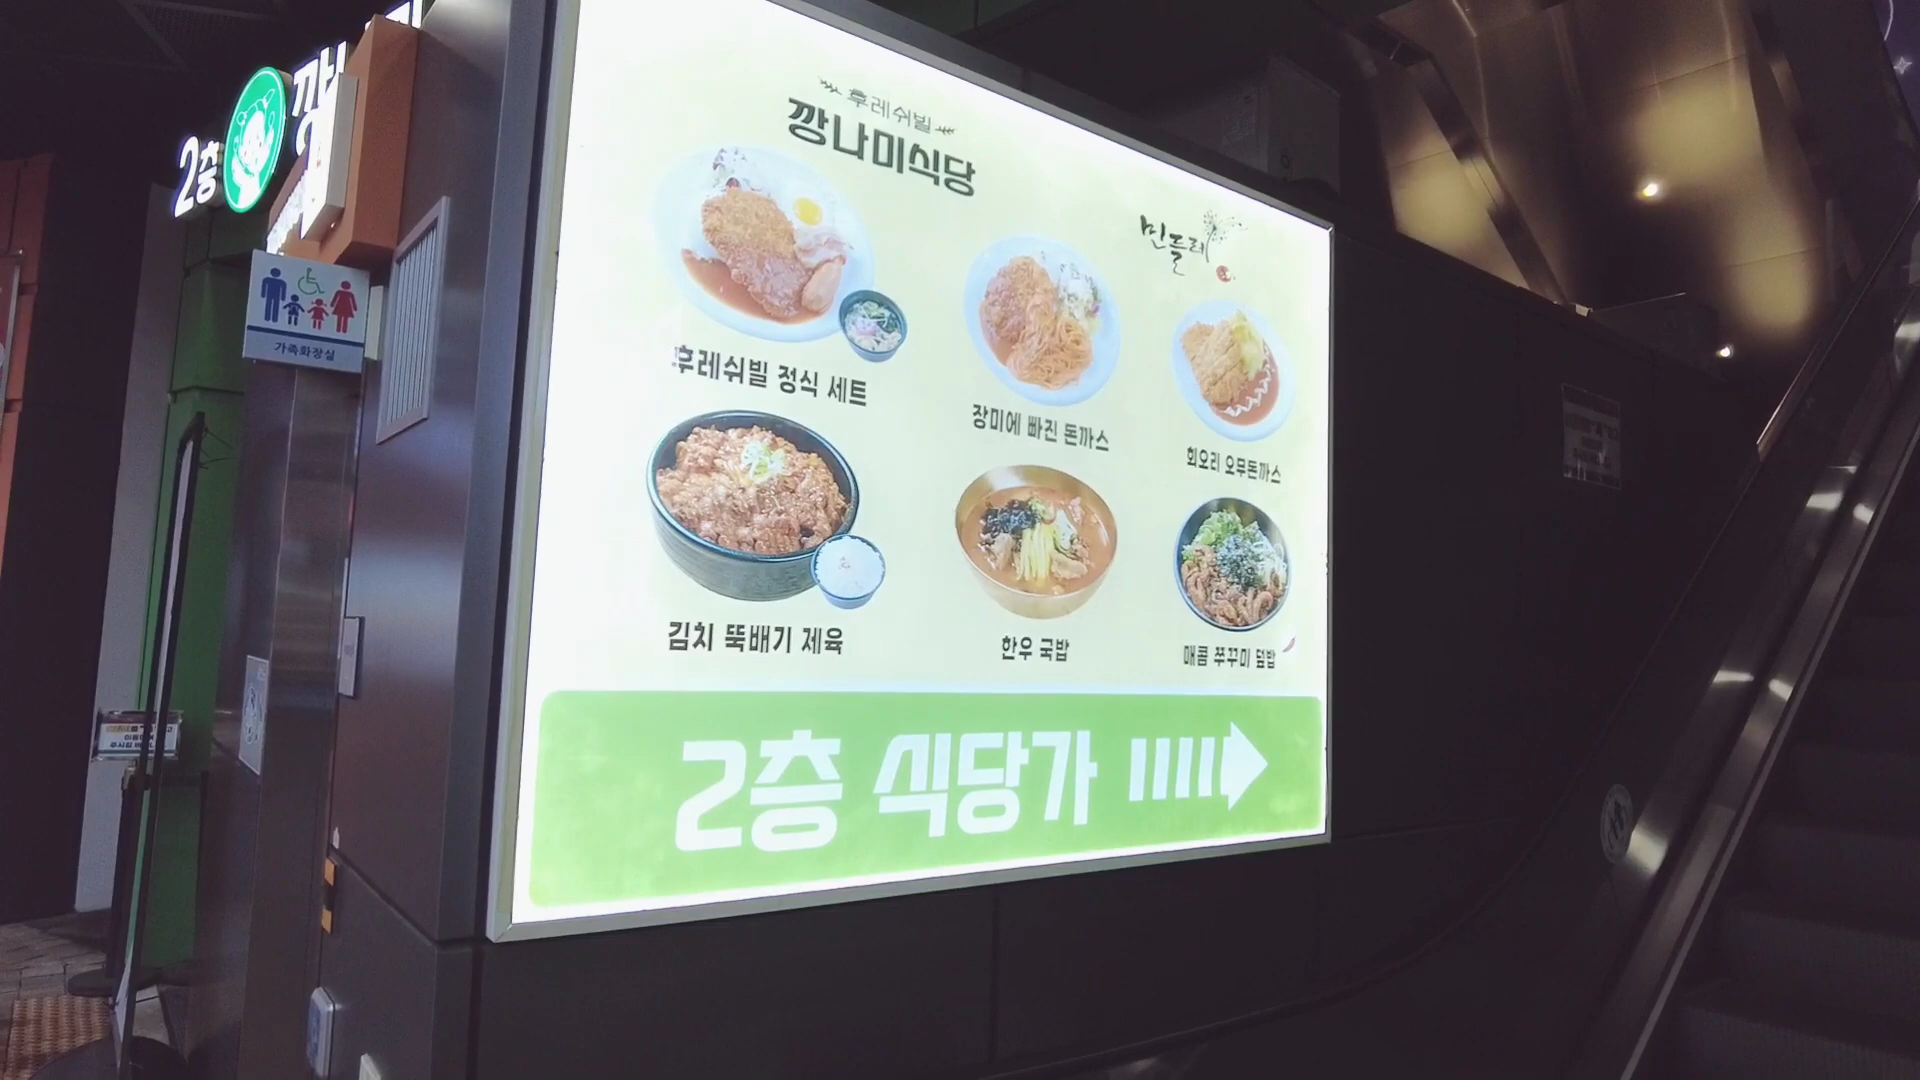 2층
깡
가족화장실
후레쉬빌
깡나미식당
민들레
후레쉬빌 정식 세트
장미에 빠진 돈까스
회오리 오무돈까스
김치 뚝배기 제육
한우 국밥
매콤 쭈꾸미 덮밥
2층 식당가